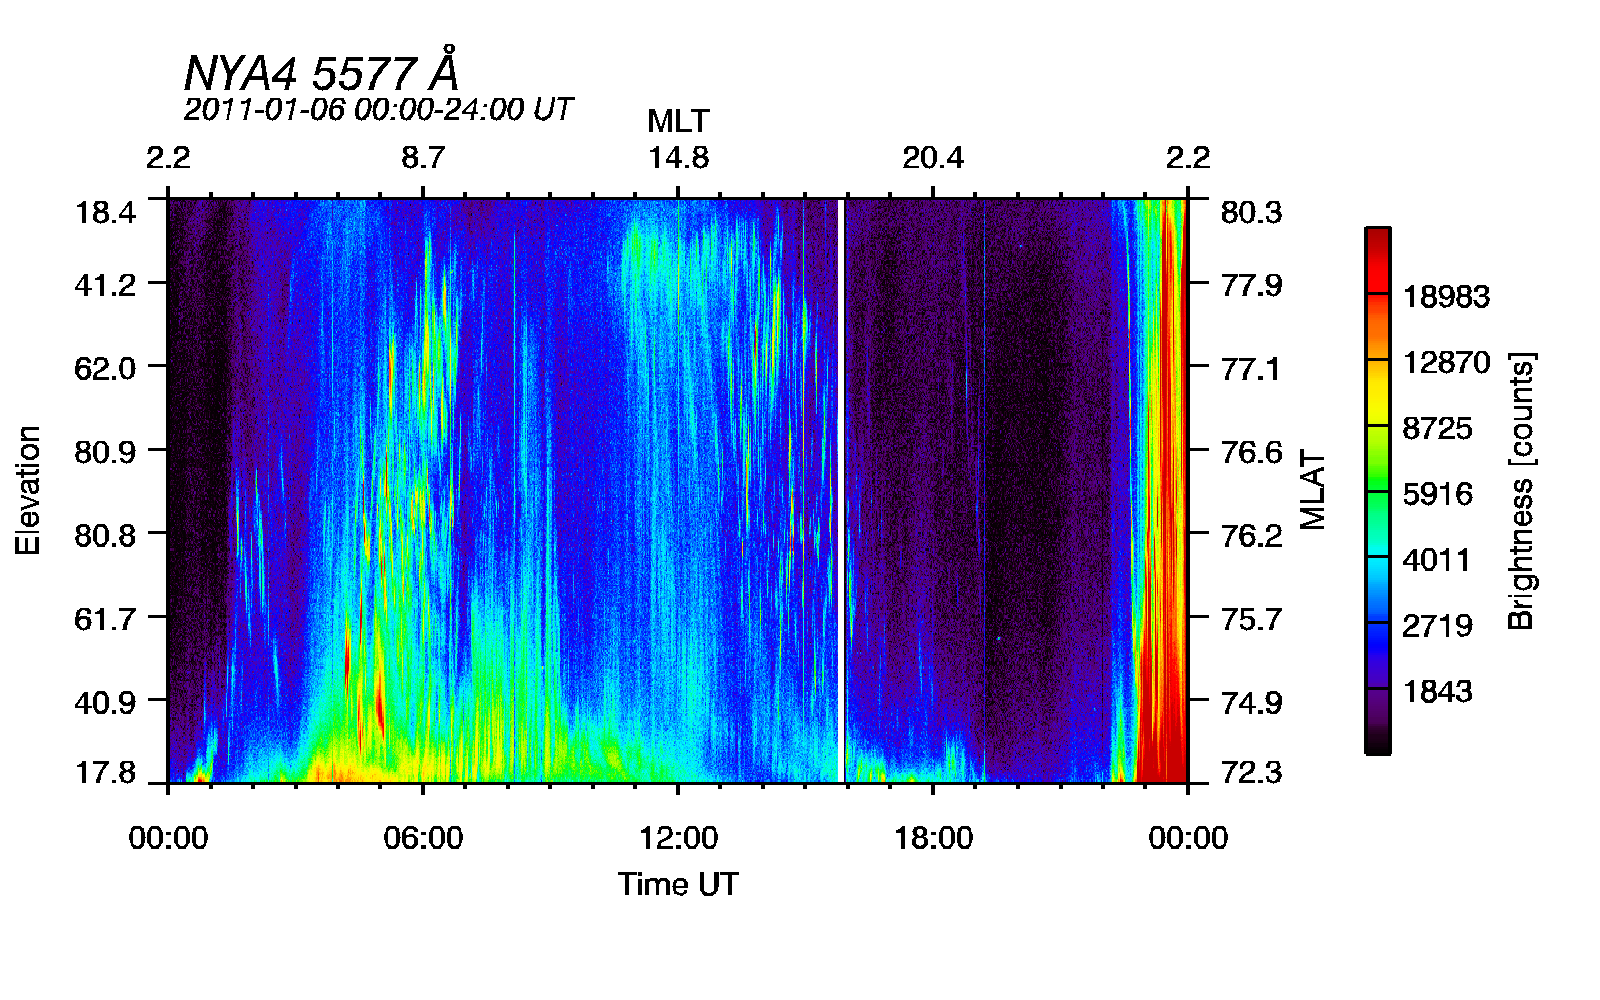 NYA4 5577 Å
2011-01-06 00:00-24:00 UT
MLT
2.2 8.7 14.8 20.4 2.2
18.4
41.2
62.0
80.9
80.8
61.7
40.9
17.8
Elevation
80.3
77.9
77.1
76.6
76.2
75.7
74.9
72.3
MLAT
00:00 06:00 12:00 18:00 00:00
Time UT
18983
12870
8725
5916
4011
2719
1843
Brightness [counts]